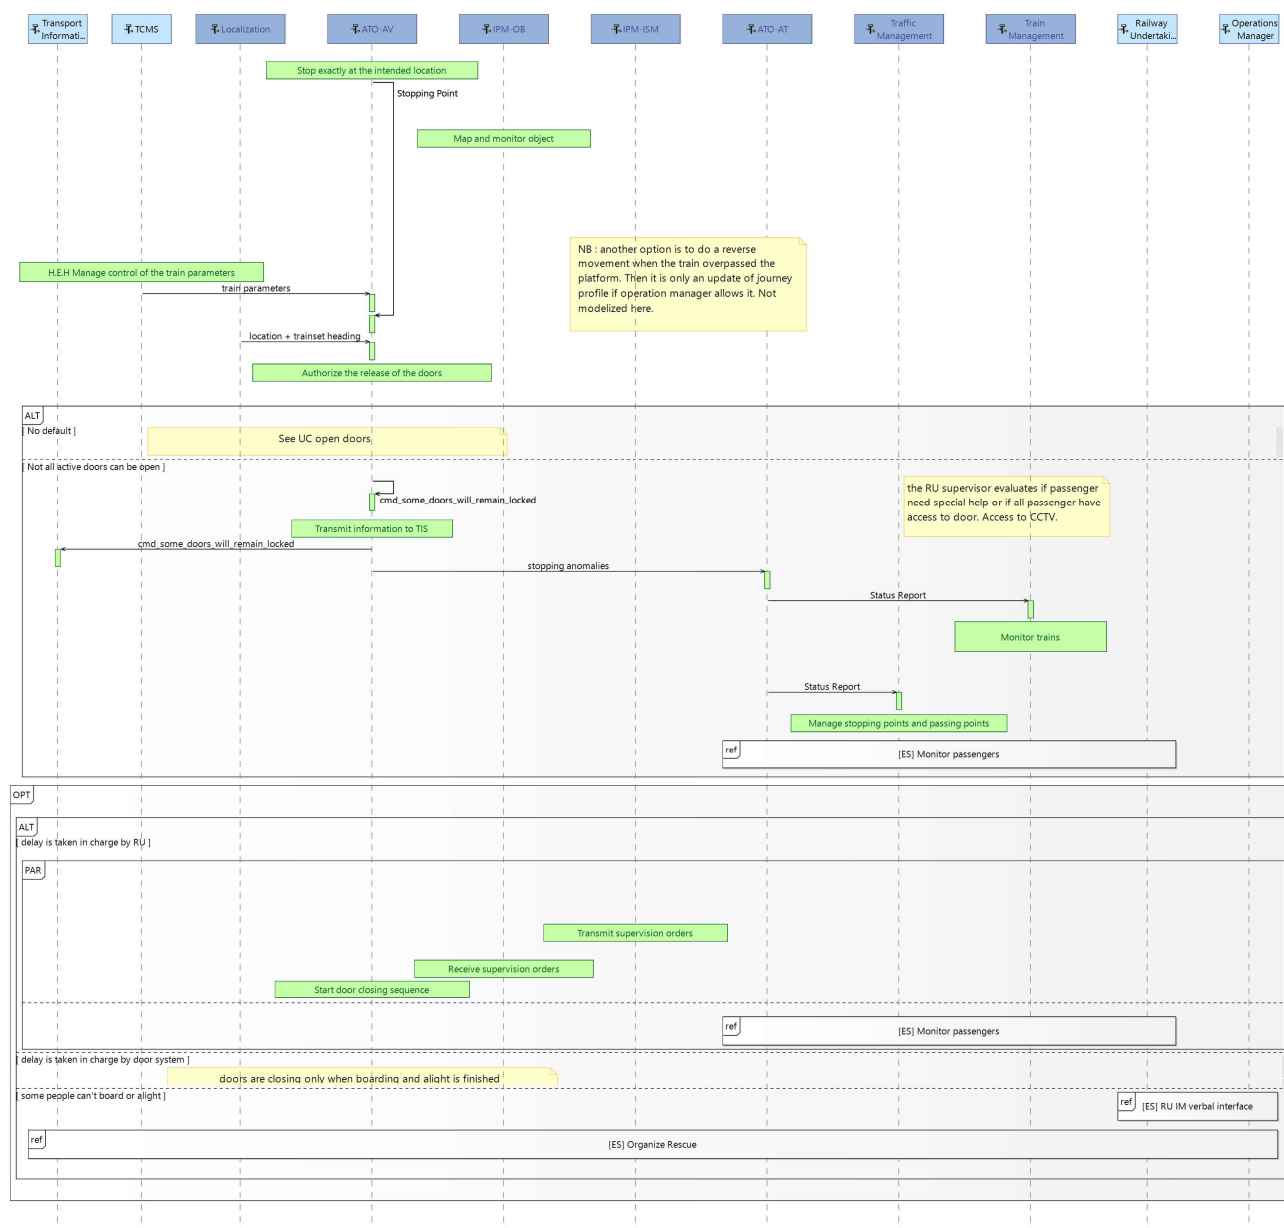 Transport
Informati...
TCMS
Localization
ATO-AV
IPM-OB
IPM-ISM
ATO-AT
Traffic
Management
Train
Management
Railway
Undertaki...
Operations
Manager
Stop exactly at the intended location
Stopping Point
Map and monitor object
NB : another option is to do a reverse
movement when the train overpassed the
platform. Then it is only an update of journey
profile if operation manager allows it. Not
modelized here.
H.E.H Manage control of the train parameters
train parameters
location + trainset heading
Authorize the release of the doors
ALT
[ No default ]
See UC open doors
[ Not all active doors can be open ]
cmd_some_doors_will_remain_locked
the RU supervisor evaluates if passenger
need special help or if all passenger have
access to door. Access to CCTV.
Transmit information to TIS
cmd_some_doors_will_remain_locked
stopping anomalies
Status Report
Monitor trains
Status Report
Manage stopping points and passing points
ref
[ES] Monitor passengers
OPT
ALT
[ delay is taken in charge by RU ]
PAR
Transmit supervision orders
Receive supervision orders
Start door closing sequence
ref
[ES] Monitor passengers
[ delay is taken in charge by door system ]
doors are closing only when boarding and alight is finished
[ some people can't board or alight ]
ref
[ES] RU IM verbal interface
ref
[ES] Organize Rescue